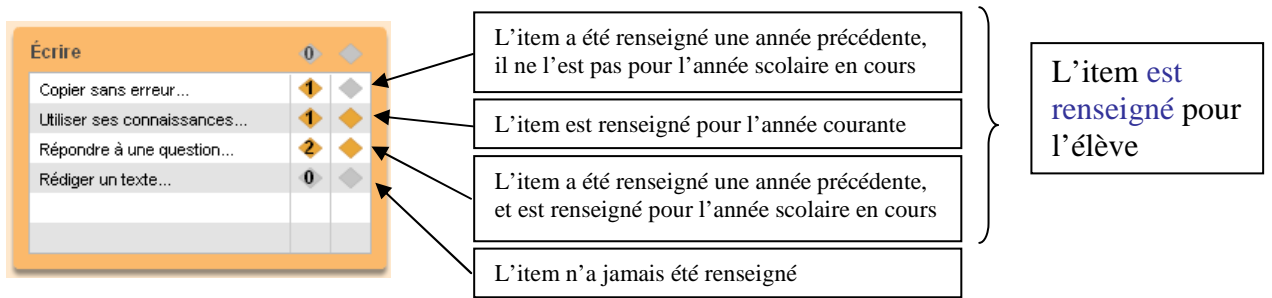 Écrire 0
Copier sans erreur... 1
Utiliser ses connaissances... 1
Répondre à une question... 2
Rédiger un texte... 0
L'item a été renseigné une année précédente,
il ne l'est pas pour l'année scolaire en cours
L'item est renseigné pour l'année courante
L'item a été renseigné une année précédente,
et est renseigné pour l'année scolaire en cours
L'item n'a jamais été renseigné
L'item est
renseigné pour
l'élève